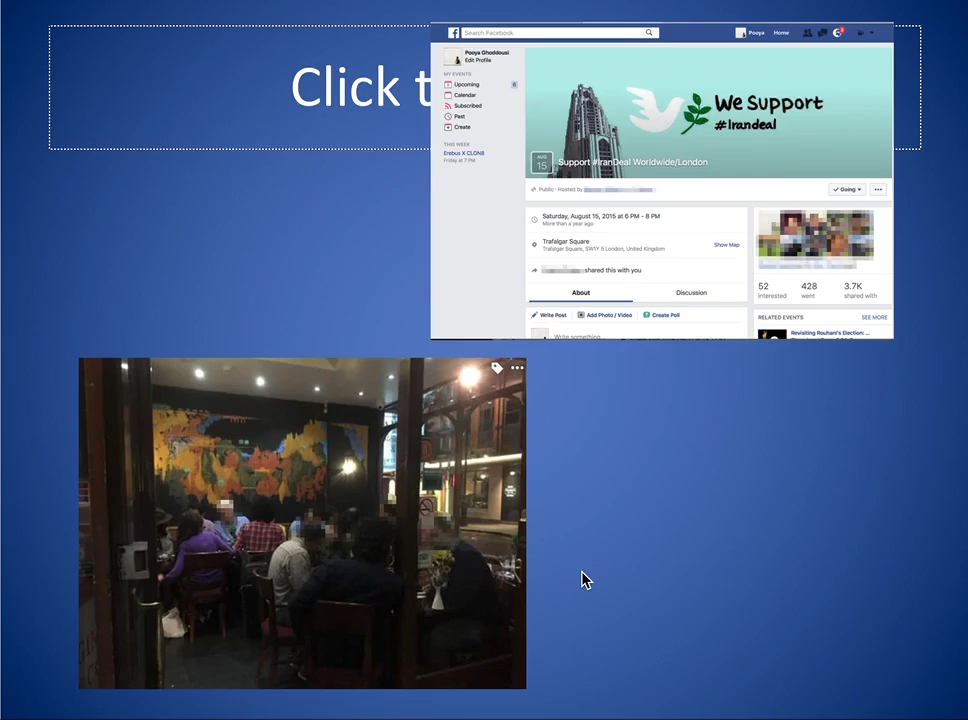 Click t
Search Facebook
Pooya
Home
Pooya Ghoddousi
Edit Profile
MY EVENTS
Upcoming
6
Calendar
Subscribed
Past
Create
THIS WEEK
Erebus X CLON8
Friday at 7 PM
We Support
#Irandeal
AUG
15
Support #IranDeal Worldwide/London
Public · Hosted by
Going
Saturday, August 15, 2015 at 6 PM - 8 PM
More than a year ago
Trafalgar Square
Trafalgar Square, SW1Y 5 London, United Kingdom
Show Map
shared this with you
About
Discussion
52
interested
428
went
3.7K
shared with
Write Post
Add Photo / Video
Create Poll
Write something...
RELATED EVENTS
SEE MORE
Revisiting Rouhani's Election: ...